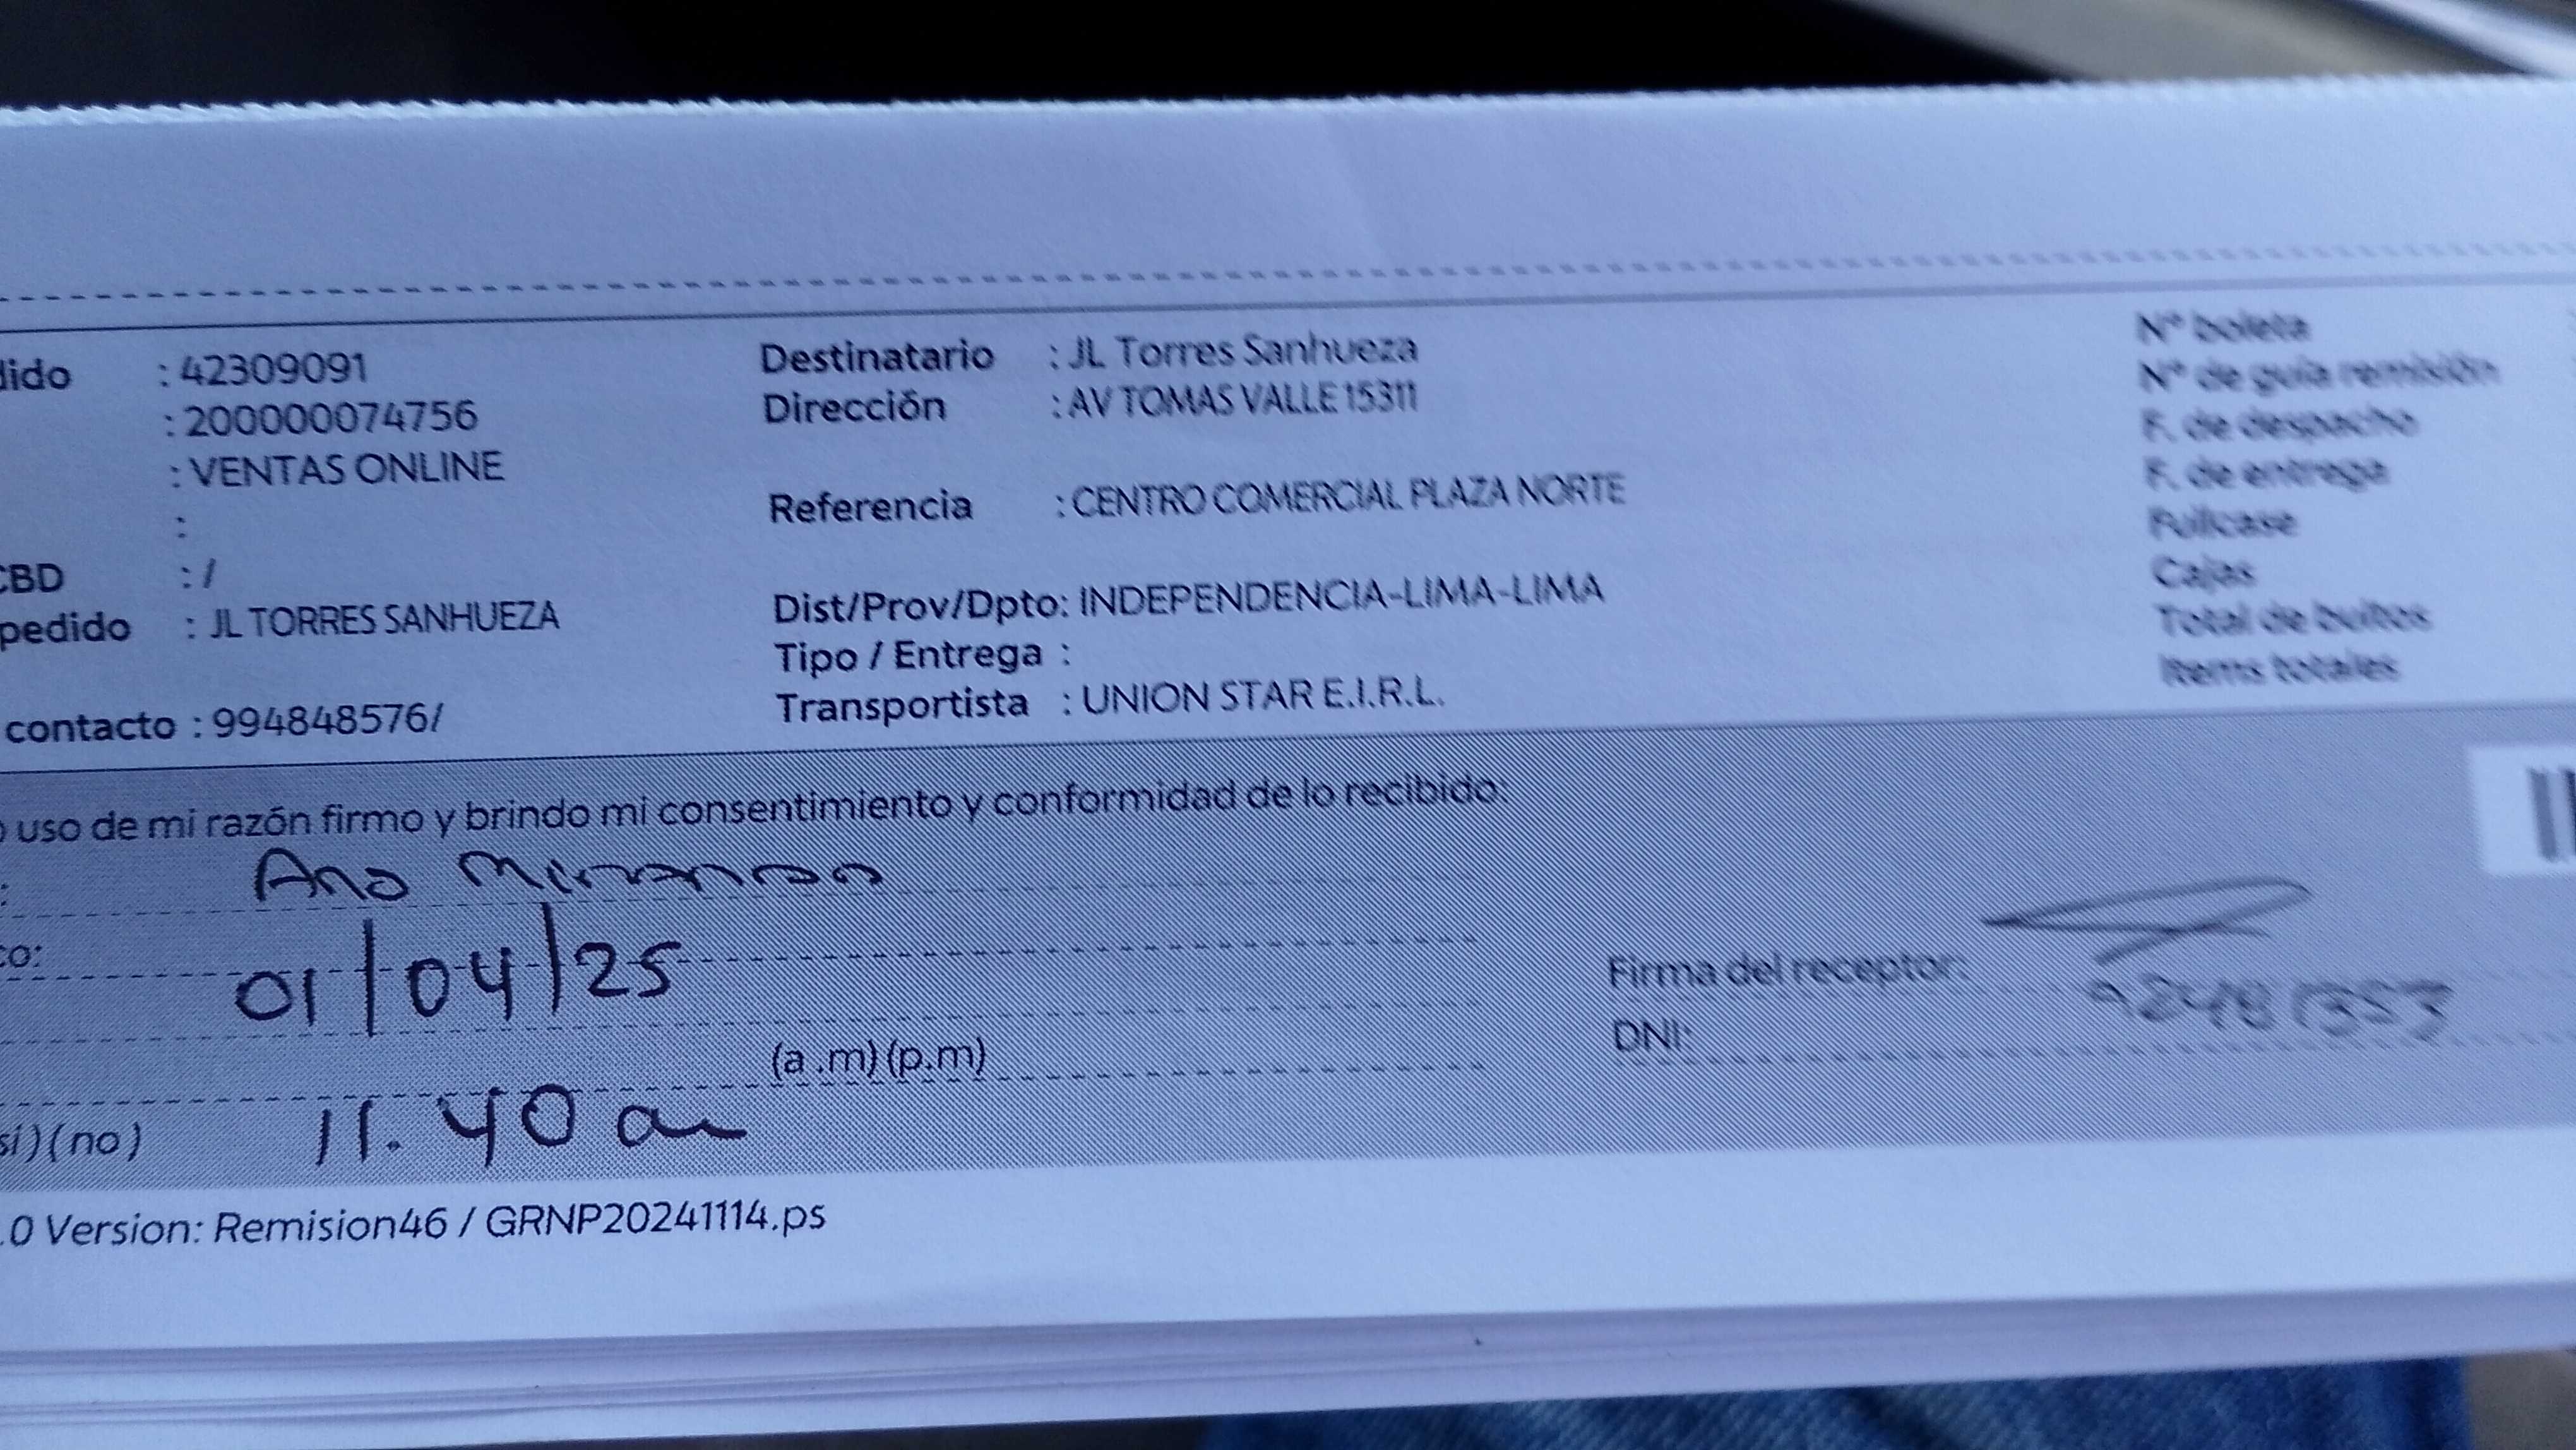 dido : 42309091
: 200000074756
: VENTAS ONLINE
:
CBD : /
pedido : JL TORRES SANHUEZA
contacto : 994848576/
Destinatario : JL Torres Sanhueza
Dirección : AV TOMAS VALLE 15311
Referencia : CENTRO COMERCIAL PLAZA NORTE
Dist/Prov/Dpto: INDEPENDENCIA-LIMA-LIMA
Tipo / Entrega :
Transportista : UNION STAR E.I.R.L.
N° boleta
N° de guía remisión
F. de despacho
F. de entrega
Fullcase
Cajas
Total de bultos
Items totales
o uso de mi razón firmo y brindo mi consentimiento y conformidad de lo recibido:
: Ana Miranda
co:
01/04/25
(a .m) (p.m)
si) (no) 11.40 am
Firma del receptor:
DNI:
.0 Version: Remision46 / GRNP20241114.ps